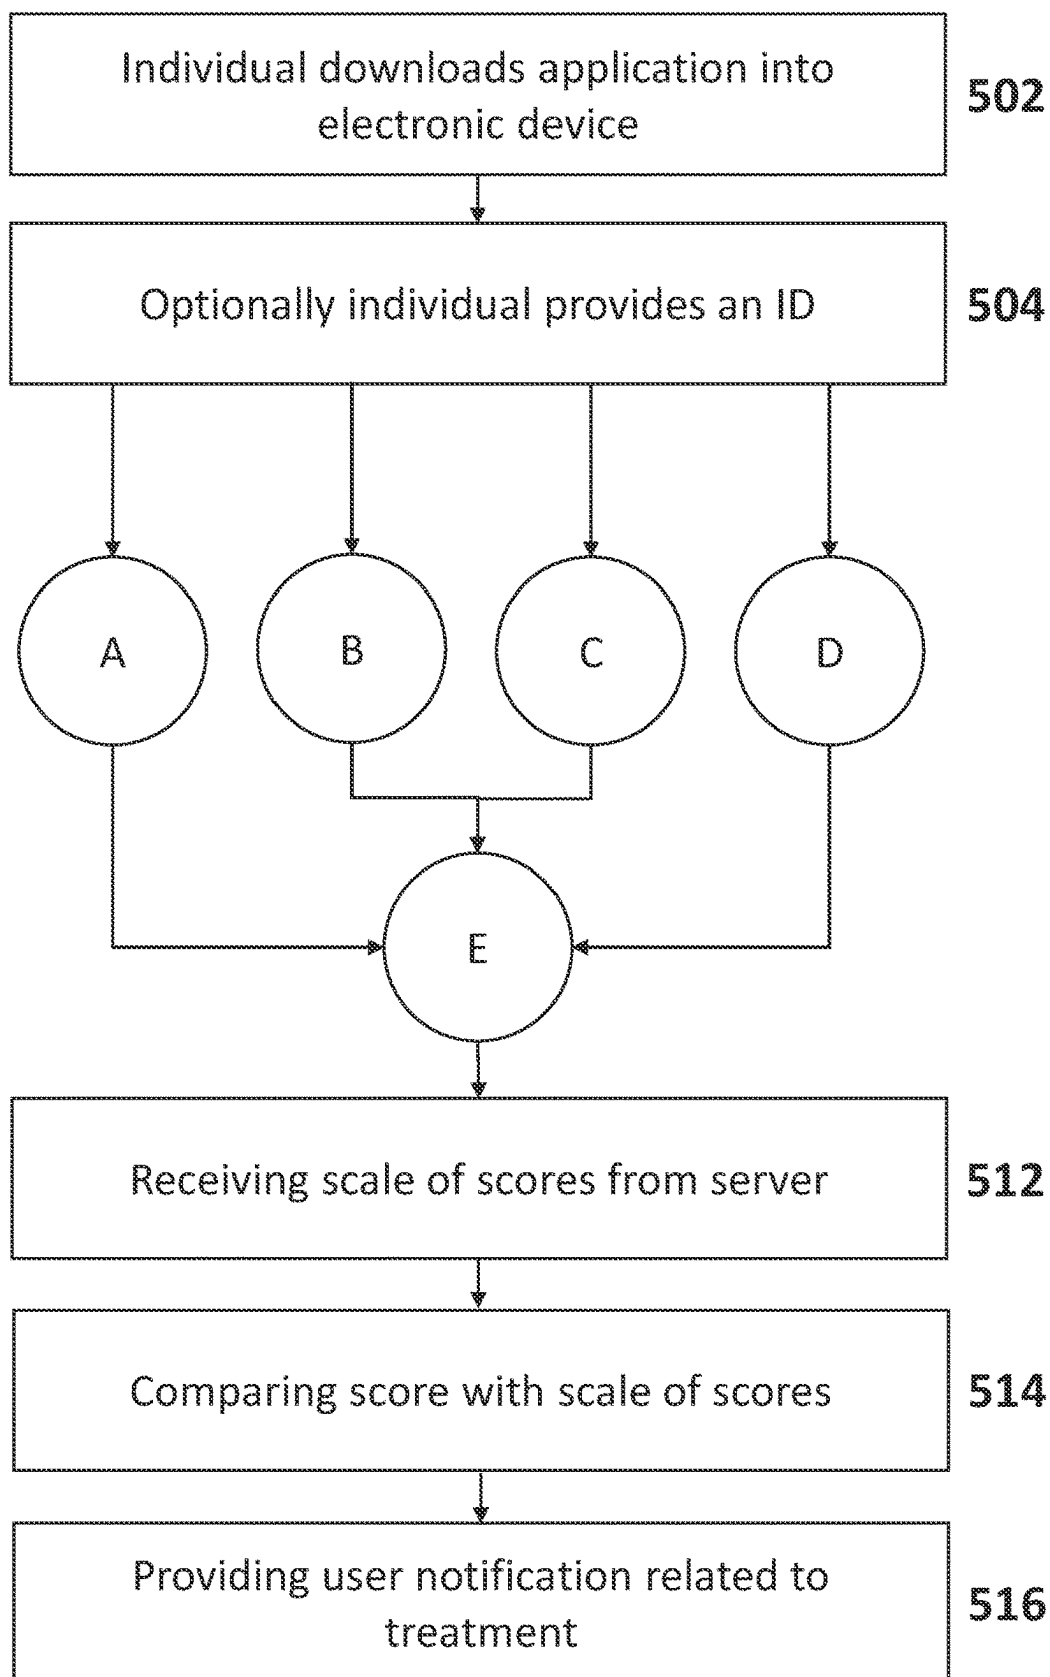 Individual downloads application into
electronic device
502
Optionally individual provides an ID
504
A
B
C
D
E
Receiving scale of scores from server
512
Comparing score with scale of scores
514
Providing user notification related to
treatment
516